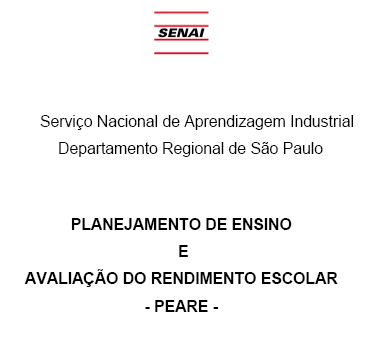 SENAI
Serviço Nacional de Aprendizagem Industrial
Departamento Regional de São Paulo
PLANEJAMENTO DE ENSINO
E
AVALIAÇÃO DO RENDIMENTO ESCOLAR
- PEARE -